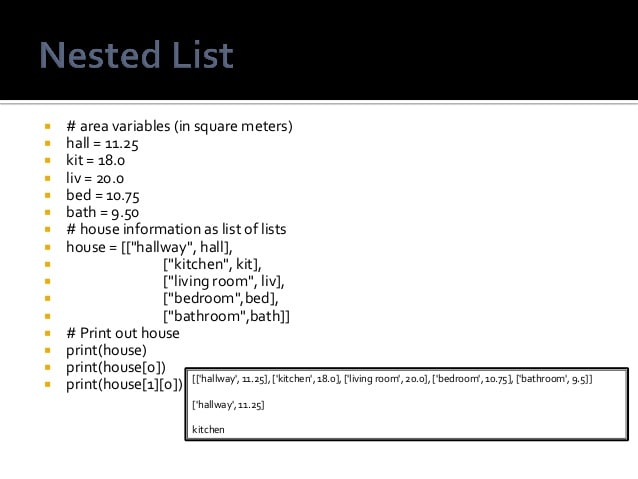 Nested List
# area variables (in square meters)
hall = 11.25
kit = 18.0
liv = 20.0
bed = 10.75
bath = 9.50
# house information as list of lists
house = [["hallway", hall],
["kitchen", kit],
["living room", liv],
["bedroom",bed],
["bathroom",bath]]
# Print out house
print(house)
print(house[0])
print(house[1][0])
[['hallway', 11.25], ['kitchen', 18.0], ['living room', 20.0], ['bedroom', 10.75], ['bathroom', 9.5]]
['hallway', 11.25]
kitchen